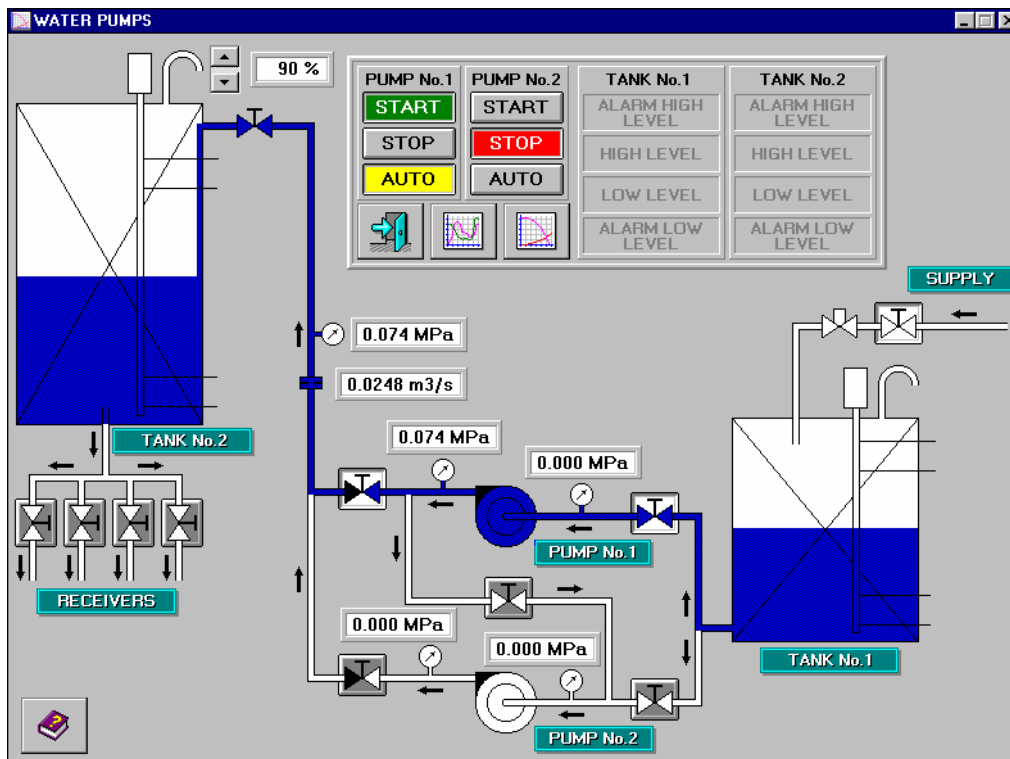 WATER PUMPS
90 %
PUMP No.1
START
STOP
AUTO
PUMP No.2
START
STOP
AUTO
TANK No.1
ALARM HIGH
LEVEL
HIGH LEVEL
LOW LEVEL
ALARM LOW
LEVEL
TANK No.2
ALARM HIGH
LEVEL
HIGH LEVEL
LOW LEVEL
ALARM LOW
LEVEL
SUPPLY
0.074 MPa
0.0248 m3/s
TANK No.2
0.074 MPa
0.000 MPa
PUMP No.1
RECEIVERS
0.000 MPa
0.000 MPa
TANK No.1
PUMP No.2
?